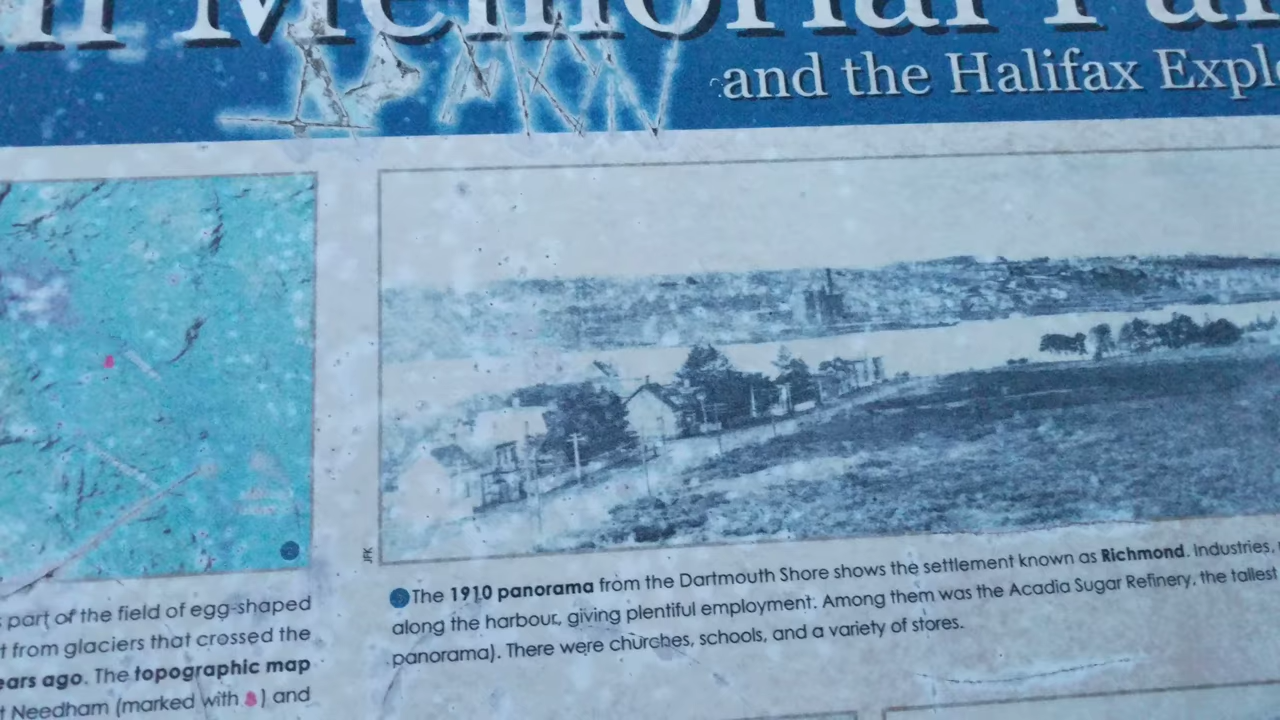 Memorial
and the Halifax
JFK
part of the field of egg-shaped
from glaciers that crossed the
ago. The topographic map
Needham (marked with ) and
The 1910 panorama from the Dartmouth Shore shows the settlement known as Richmond. Industries,
along the harbour, giving plentiful employment. Among them was the Acadia Sugar Refinery, the tallest
panorama). There were churches, schools, and a variety of stores.